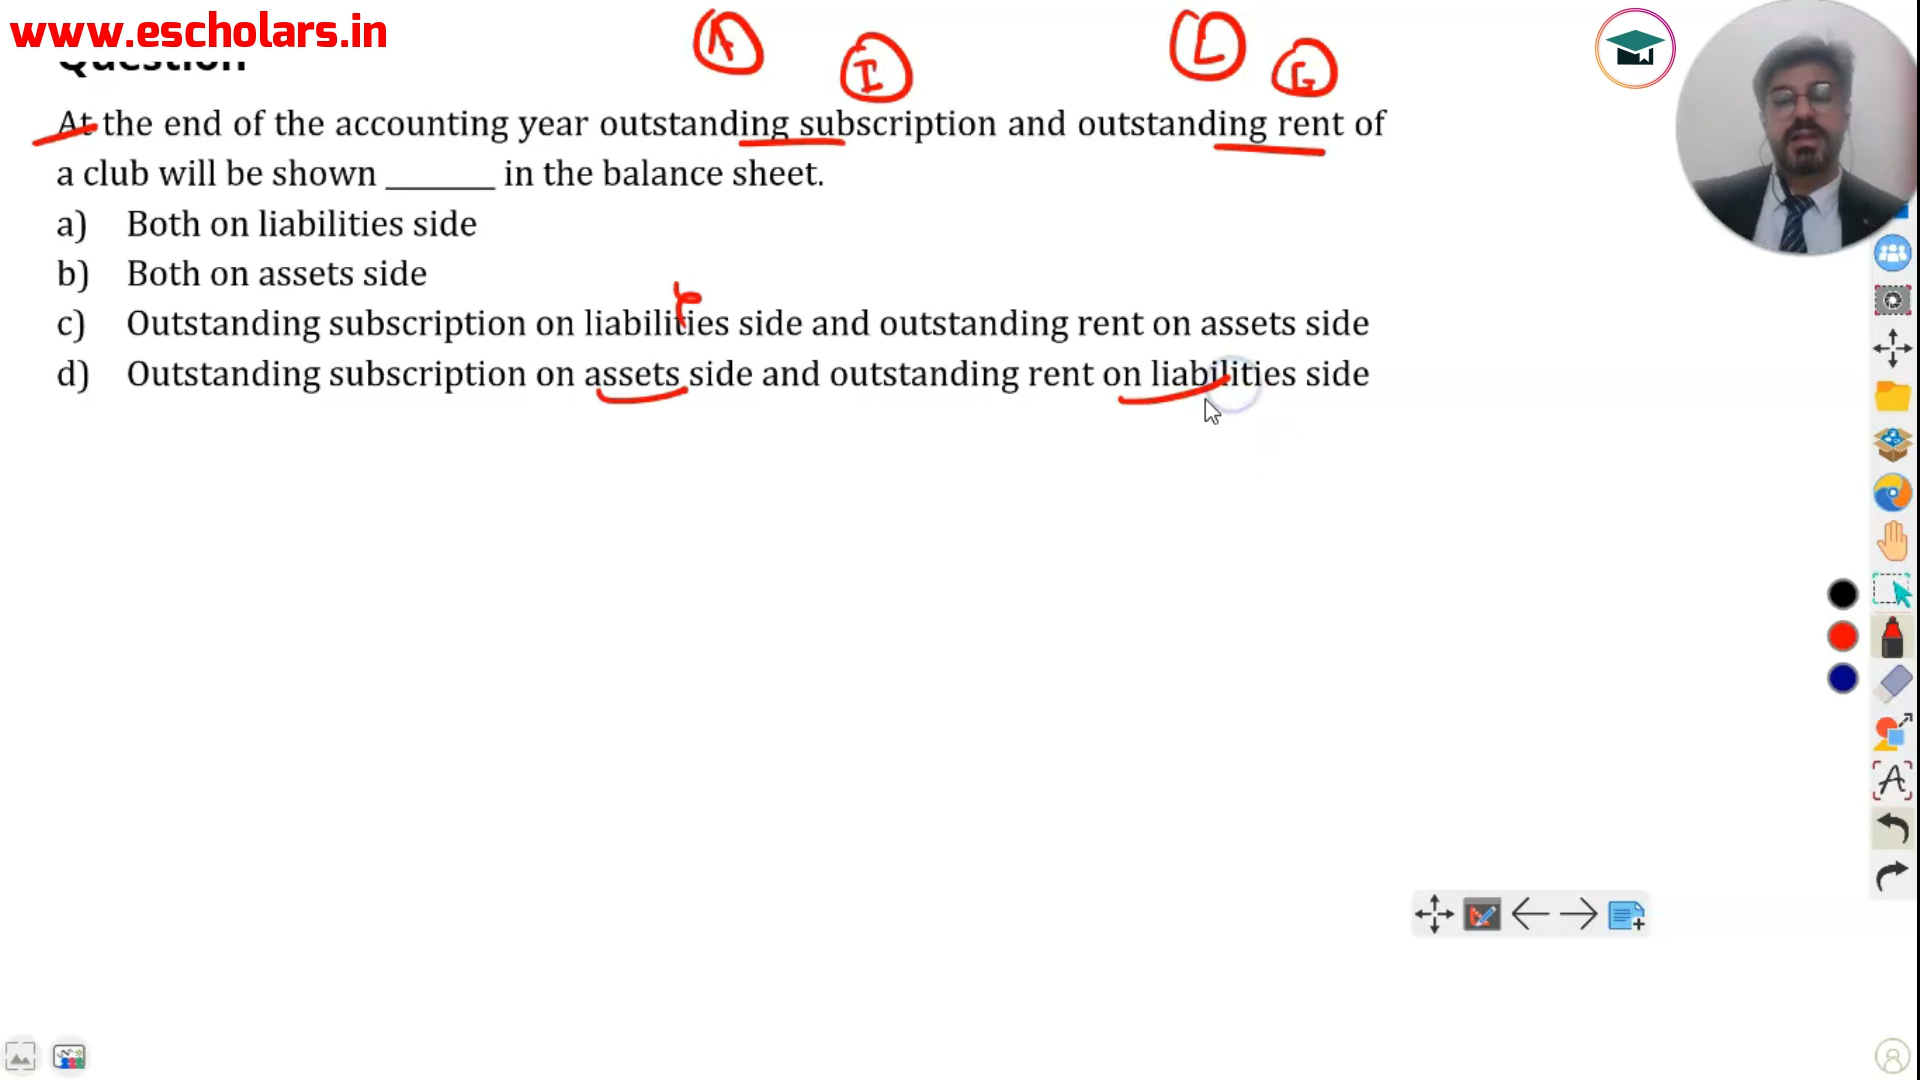 www.escholars.in
A
I
L
Question
At the end of the accounting year outstanding subscription and outstanding rent of
a club will be shown _______ in the balance sheet.
a) Both on liabilities side
b) Both on assets side
c) Outstanding subscription on liabilities side and outstanding rent on assets side
d) Outstanding subscription on assets side and outstanding rent on liabilities side